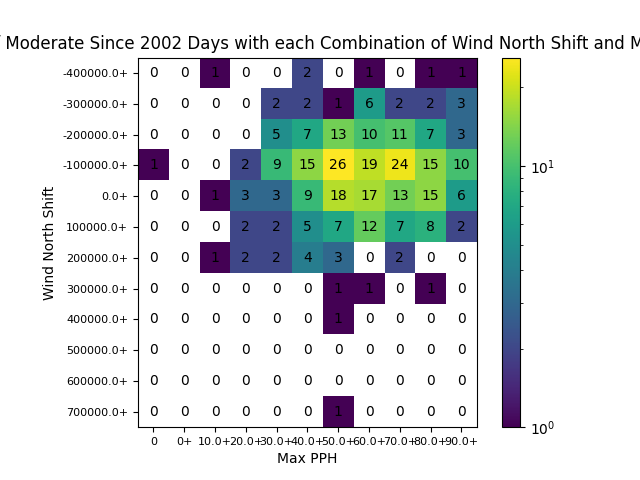 Moderate Since 2002 Days with each Combination of Wind North Shift and M
-400000.0+ 0 0 1 0 0 2 0 1 0 1 1
-300000.0+ 0 0 0 0 2 2 1 6 2 2 3
-200000.0+ 0 0 0 0 5 7 13 10 11 7 3
-100000.0+ 1 0 0 2 9 15 26 19 24 15 10
0.0+ 0 0 1 3 3 9 18 17 13 15 6
100000.0+ 0 0 0 2 2 5 7 12 7 8 2
200000.0+ 0 0 1 2 2 4 3 0 2 0 0
300000.0+ 0 0 0 0 0 0 1 1 0 1 0
400000.0+ 0 0 0 0 0 0 1 0 0 0 0
500000.0+ 0 0 0 0 0 0 0 0 0 0 0
600000.0+ 0 0 0 0 0 0 0 0 0 0 0
700000.0+ 0 0 0 0 0 0 1 0 0 0 0
0 0+ 10.0+ 20.0+ 30.0+ 40.0+ 50.0+ 60.0+ 70.0+ 80.0+ 90.0+
Max PPH
Wind North Shift
10¹
10⁰